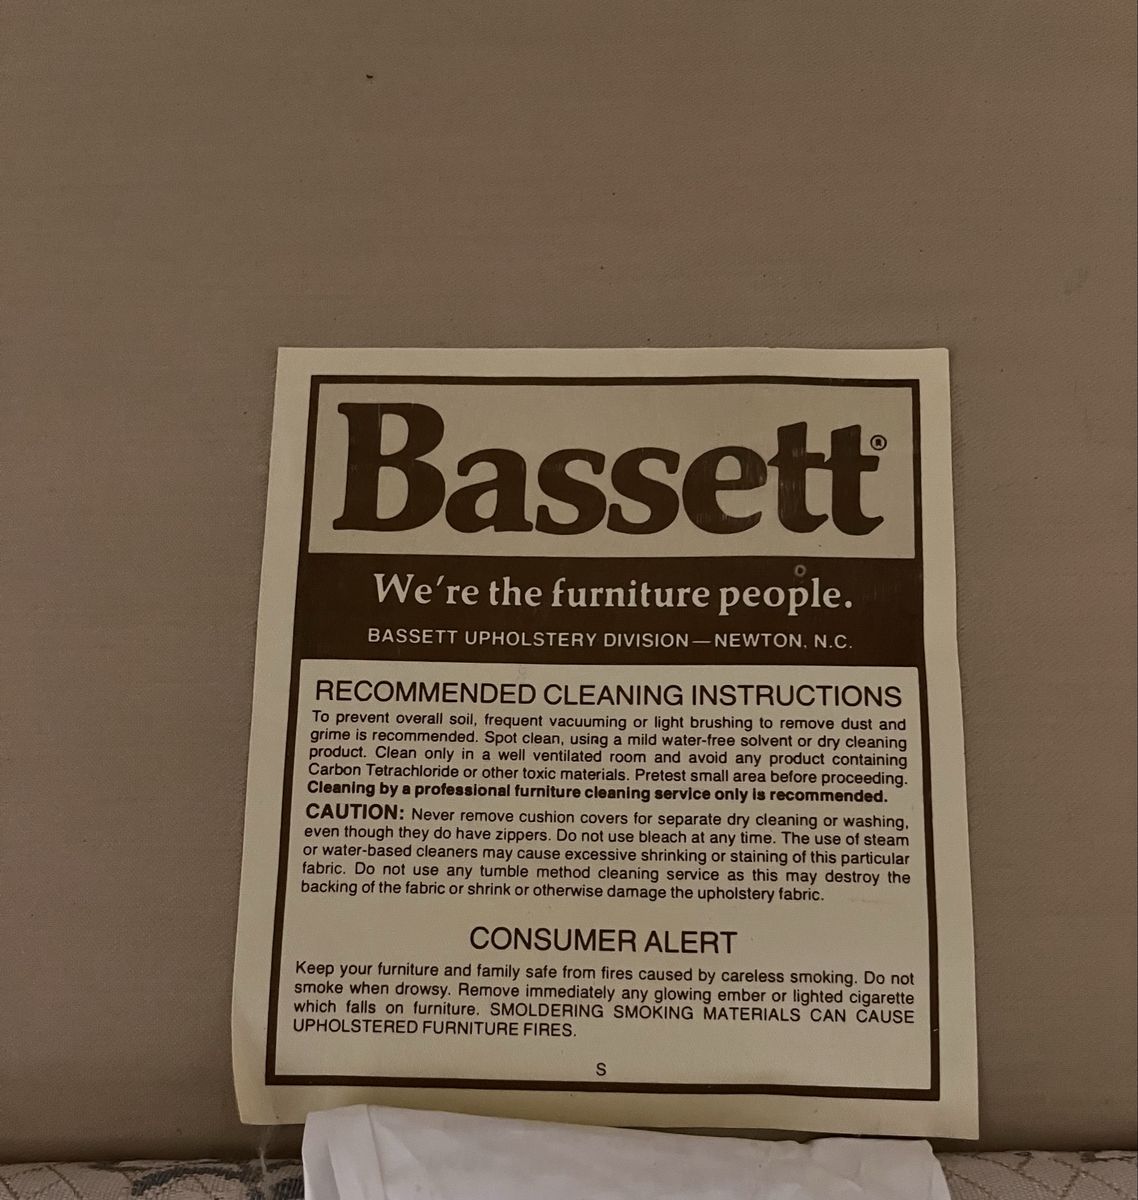 Bassett®
We're the furniture people.
BASSETT UPHOLSTERY DIVISION — NEWTON, N.C.
RECOMMENDED CLEANING INSTRUCTIONS
To prevent overall soil, frequent vacuuming or light brushing to remove dust and
grime is recommended. Spot clean, using a mild water-free solvent or dry cleaning
product. Clean only in a well ventilated room and avoid any product containing
Carbon Tetrachloride or other toxic materials. Pretest small area before proceeding.
Cleaning by a professional furniture cleaning service only is recommended.
CAUTION: Never remove cushion covers for separate dry cleaning or washing,
even though they do have zippers. Do not use bleach at any time. The use of steam
or water-based cleaners may cause excessive shrinking or staining of this particular
fabric. Do not use any tumble method cleaning service as this may destroy the
backing of the fabric or shrink or otherwise damage the upholstery fabric.
CONSUMER ALERT
Keep your furniture and family safe from fires caused by careless smoking. Do not
smoke when drowsy. Remove immediately any glowing ember or lighted cigarette
which falls on furniture. SMOLDERING SMOKING MATERIALS CAN CAUSE
UPHOLSTERED FURNITURE FIRES.
S